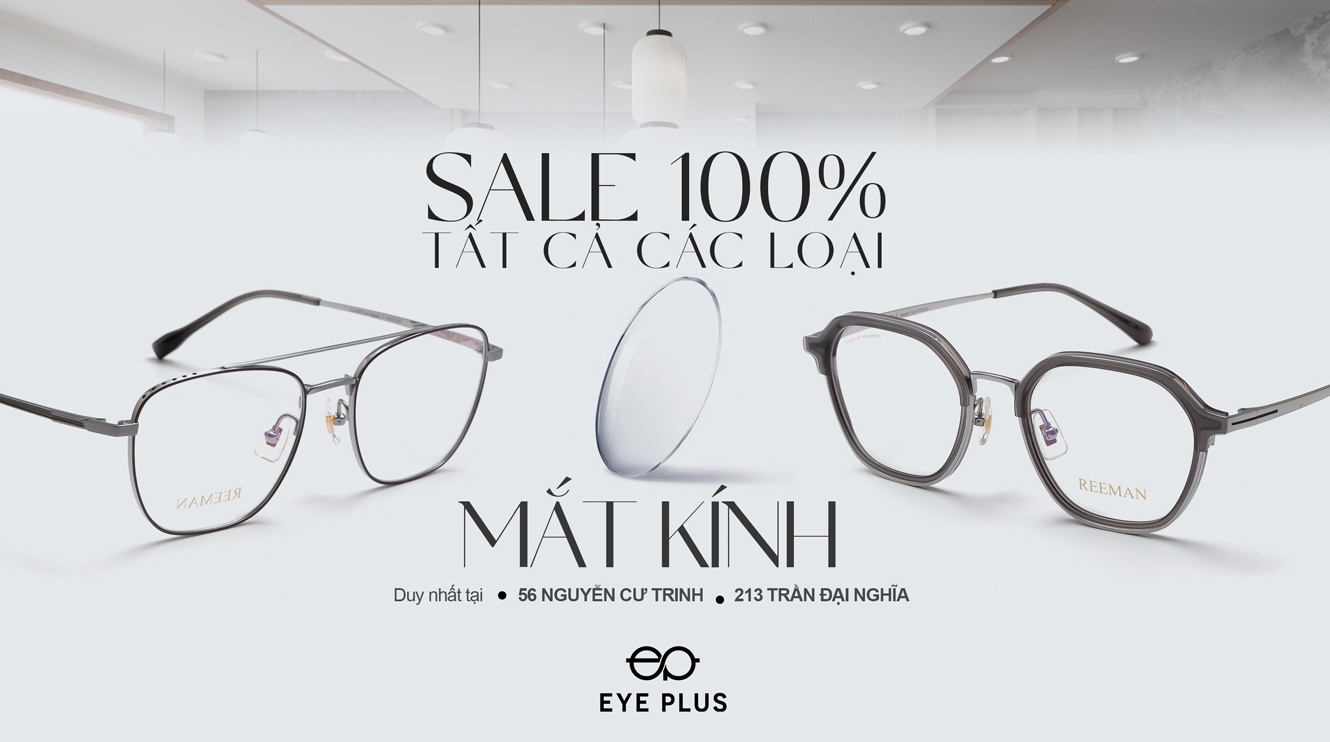 SALE 100%
TẤT CẢ CÁC LOẠI
REEMAN
REEMAN
MẮT KÍNH
Duy nhất tại • 56 NGUYỄN CƯ TRINH • 213 TRẦN ĐẠI NGHĨA
ep
EYE PLUS